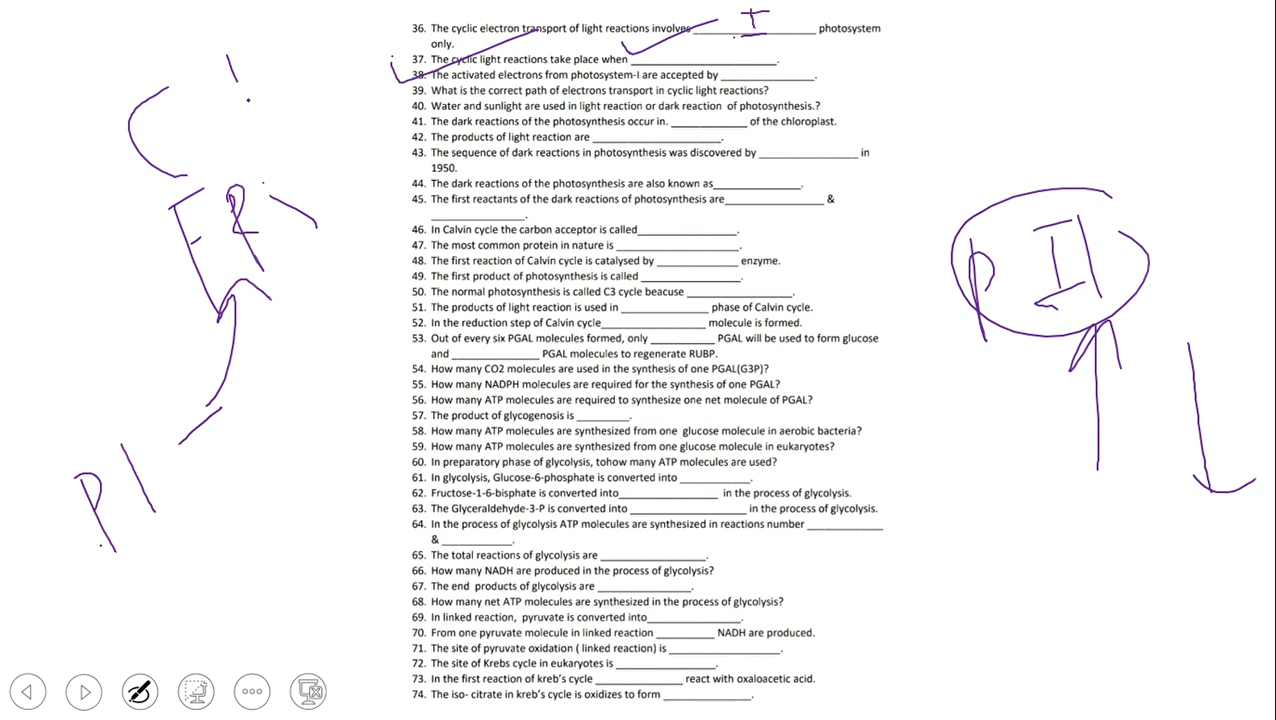 36. The cyclic electron transport of light reactions involves I photosystem
only.
37. The cyclic light reactions take place when ____________________.
38. The activated electrons from photosystem-I are accepted by _____________.
39. What is the correct path of electrons transport in cyclic light reactions?
40. Water and sunlight are used in light reaction or dark reaction of photosynthesis.?
41. The dark reactions of the photosynthesis occur in. __________ of the chloroplast.
42. The products of light reaction are _________________.
43. The sequence of dark reactions in photosynthesis was discovered by _____________ in
1950.
44. The dark reactions of the photosynthesis are also known as____________.
45. The first reactants of the dark reactions of photosynthesis are_____________ &
_____________.
46. In Calvin cycle the carbon acceptor is called_____________.
47. The most common protein in nature is ________________.
48. The first reaction of Calvin cycle is catalysed by ___________ enzyme.
49. The first product of photosynthesis is called _____________.
50. The normal photosynthesis is called C3 cycle beacuse ______________.
51. The products of light reaction is used in ____________ phase of Calvin cycle.
52. In the reduction step of Calvin cycle______________ molecule is formed.
53. Out of every six PGAL molecules formed, only _________ PGAL will be used to form glucose
and ____________ PGAL molecules to regenerate RUBP.
54. How many CO2 molecules are used in the synthesis of one PGAL(G3P)?
55. How many NADPH molecules are required for the synthesis of one PGAL?
56. How many ATP molecules are required to synthesize one net molecule of PGAL?
57. The product of glycogenosis is _______.
58. How many ATP molecules are synthesized from one glucose molecule in aerobic bacteria?
59. How many ATP molecules are synthesized from one glucose molecule in eukaryotes?
60. In preparatory phase of glycolysis, tohow many ATP molecules are used?
61. In glycolysis, Glucose-6-phosphate is converted into __________.
62. Fructose-1-6-bisphate is converted into_____________ in the process of glycolysis.
63. The Glyceraldehyde-3-P is converted into _______________ in the process of glycolysis.
64. In the process of glycolysis ATP molecules are synthesized in reactions number __________
& _________.
65. The total reactions of glycolysis are ______________.
66. How many NADH are produced in the process of glycolysis?
67. The end products of glycolysis are _____________.
68. How many net ATP molecules are synthesized in the process of glycolysis?
69. In linked reaction, pyruvate is converted into_____________.
70. From one pyruvate molecule in linked reaction ________ NADH are produced.
71. The site of pyruvate oxidation ( linked reaction) is _______________.
72. The site of Krebs cycle in eukaryotes is _____________.
73. In the first reaction of kreb’s cycle ____________ react with oxaloacetic acid.
74. The iso- citrate in kreb’s cycle is oxidizes to form ____________.
P II
P I